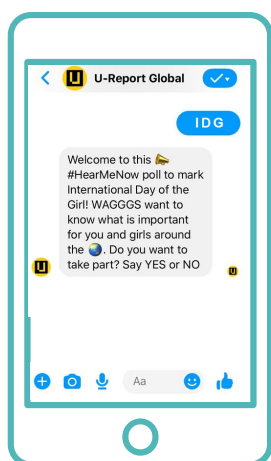 U-Report Global
IDG
Welcome to this
#HearMeNow poll to mark
International Day of the
Girl! WAGGGS want to
know what is important
for you and girls around
the 🌏. Do you want to
take part? Say YES or NO
Aa